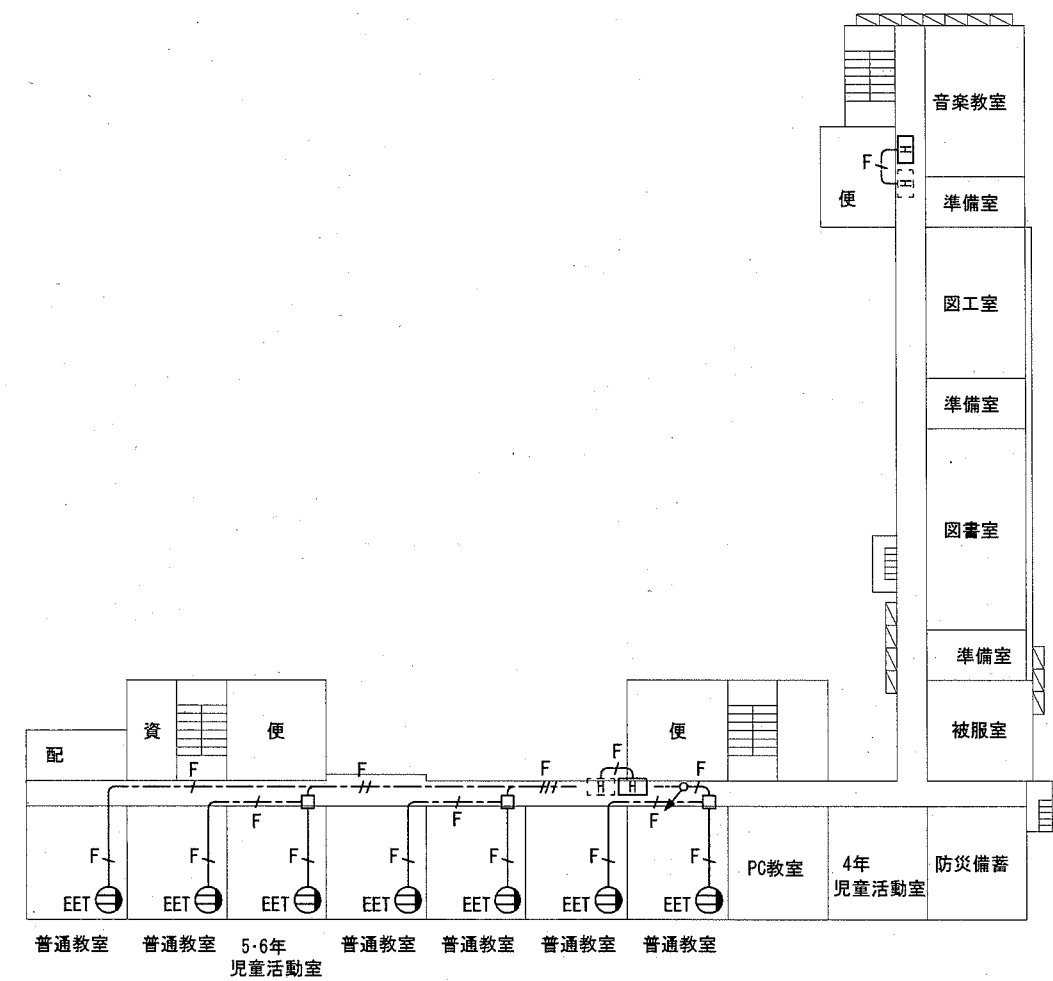 音楽教室
F
H
H
便
準備室
図工室
準備室
図書室
準備室
被服室
配
資
便
便
F
F
F
F
H
H
F
F
F
F
F
F
F
F
F
F
F
EET
EET
EET
EET
EET
EET
EET
PC教室
4年
児童活動室
防災備蓄
普通教室
普通教室
5・6年
児童活動室
普通教室
普通教室
普通教室
普通教室